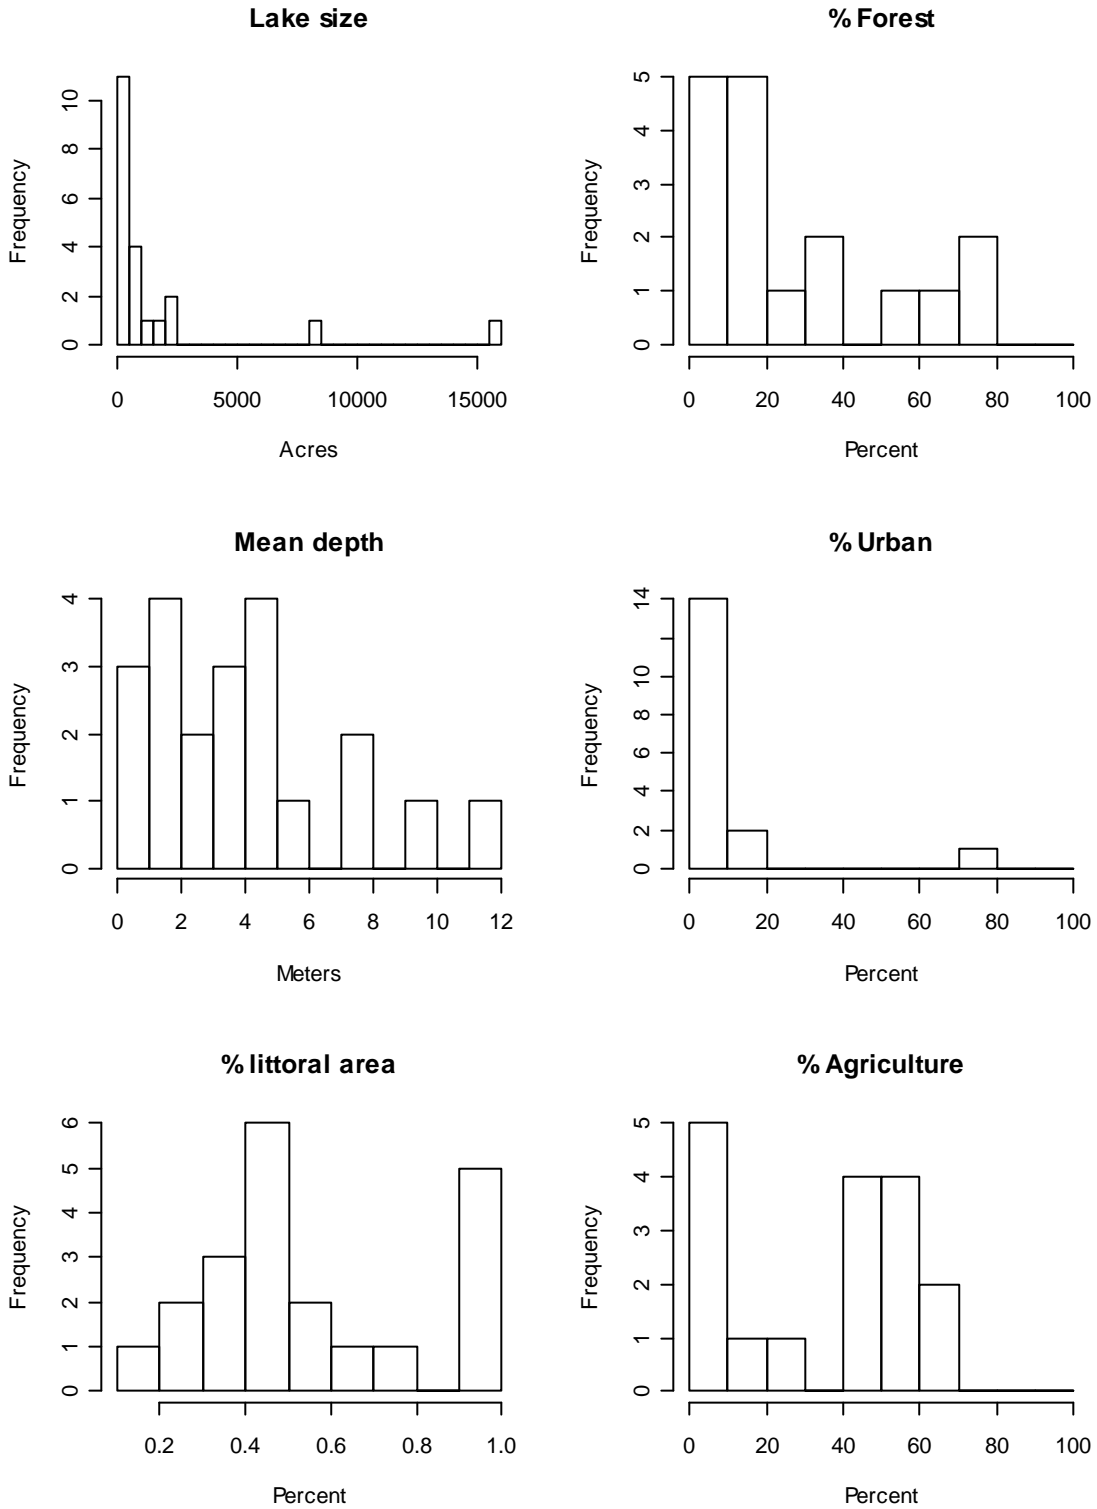 Lake size
Frequency
10
8
6
4
2
0
0 5000 10000 15000
Acres
% Forest
Frequency
5
4
3
2
1
0
0 20 40 60 80 100
Percent
Mean depth
Frequency
4
3
2
1
0
0 2 4 6 8 10 12
Meters
% Urban
Frequency
14
10
8
6
4
2
0
0 20 40 60 80 100
Percent
% littoral area
Frequency
6
5
4
3
2
1
0
0.2 0.4 0.6 0.8 1.0
Percent
% Agriculture
Frequency
5
4
3
2
1
0
0 20 40 60 80 100
Percent